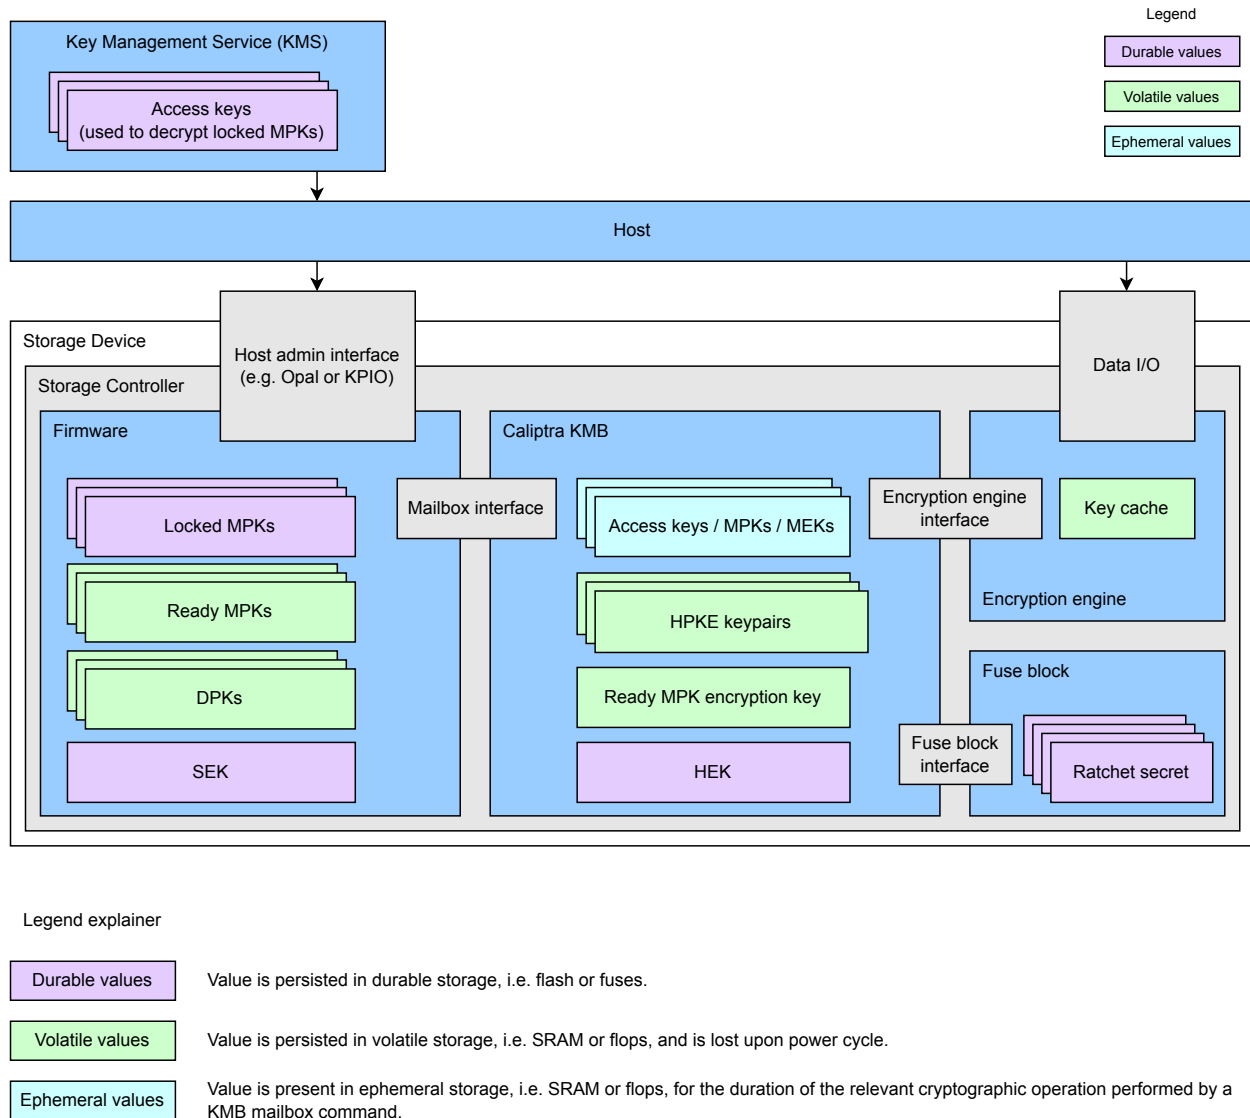 Legend
Key Management Service (KMS)
Durable values
Access keys
(used to decrypt locked MPKs)
Volatile values
Ephemeral values
Host
Storage Device
Host admin interface
(e.g. Opal or KPIO)
Data I/O
Storage Controller
Firmware
Caliptra KMB
Locked MPKs
Mailbox interface
Access keys / MPKs / MEKs
Encryption engine
interface
Key cache
Ready MPKs
HPKE keypairs
Encryption engine
DPKs
Ready MPK encryption key
Fuse block
SEK
HEK
Fuse block
interface
Ratchet secret
Legend explainer
Durable values
Value is persisted in durable storage, i.e. flash or fuses.
Volatile values
Value is persisted in volatile storage, i.e. SRAM or flops, and is lost upon power cycle.
Ephemeral values
Value is present in ephemeral storage, i.e. SRAM or flops, for the duration of the relevant cryptographic operation performed by a
KMB mailbox command.